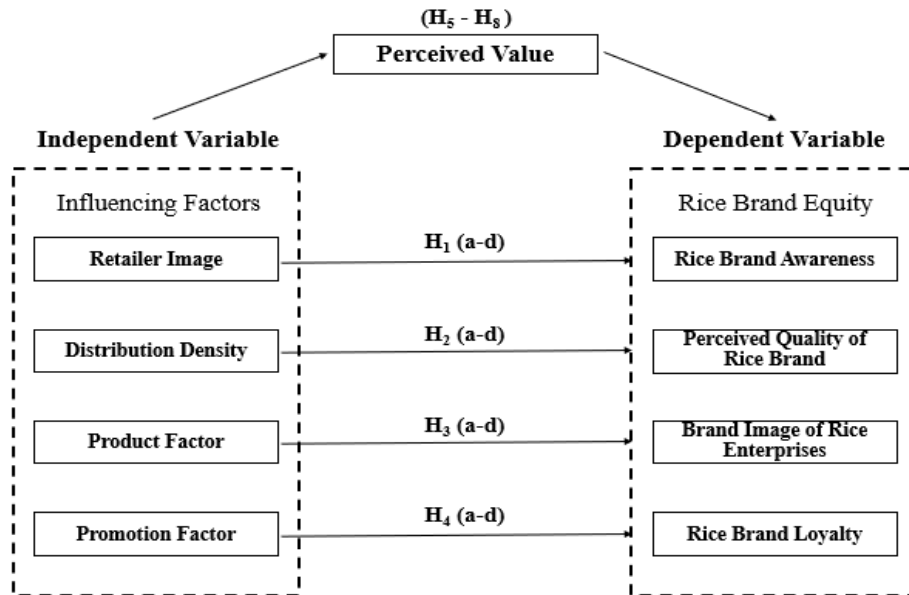 (H₅ - H₈)
Perceived Value
Independent Variable
Dependent Variable
Influencing Factors
Rice Brand Equity
Retailer Image
H₁ (a-d)
Rice Brand Awareness
Distribution Density
H₂ (a-d)
Perceived Quality of
Rice Brand
Product Factor
H₃ (a-d)
Brand Image of Rice
Enterprises
Promotion Factor
H₄ (a-d)
Rice Brand Loyalty